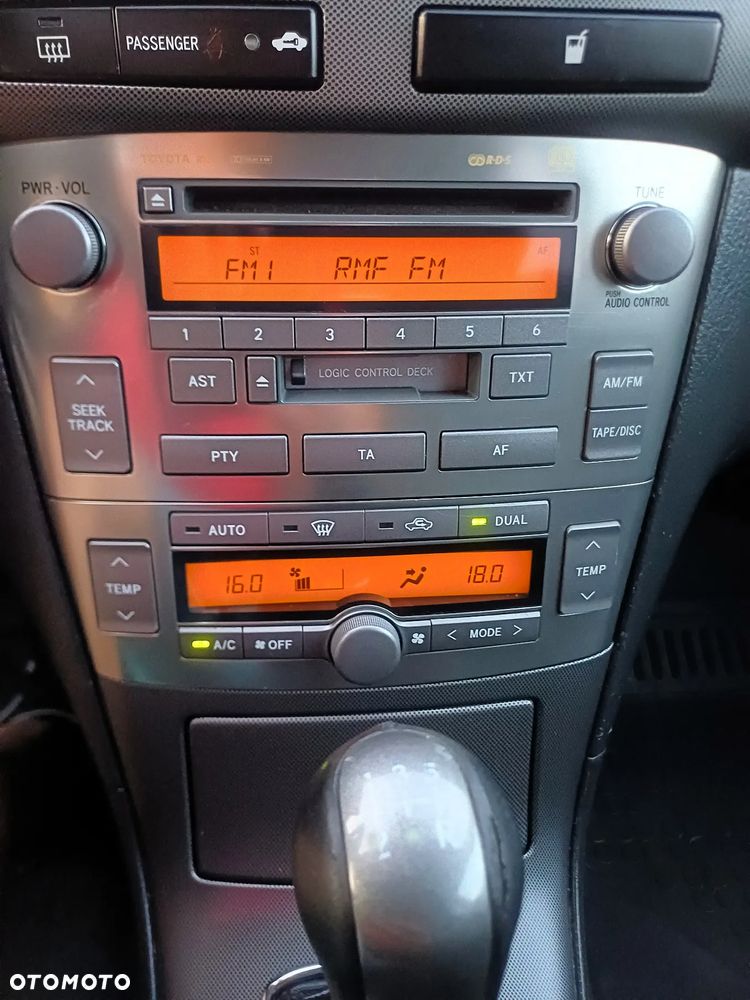 PASSENGER
TOYOTA
R·D·S
PWR·VOL
TUNE
ST
AF
FM1 RMF FM
PUSH
AUDIO CONTROL
1 2 3 4 5 6
AST
LOGIC CONTROL DECK
TXT
AM/FM
SEEK
TRACK
TAPE/DISC
PTY
TA
AF
AUTO
DUAL
TEMP
16.0
18.0
TEMP
A/C
OFF
< MODE >
OTOMOTO